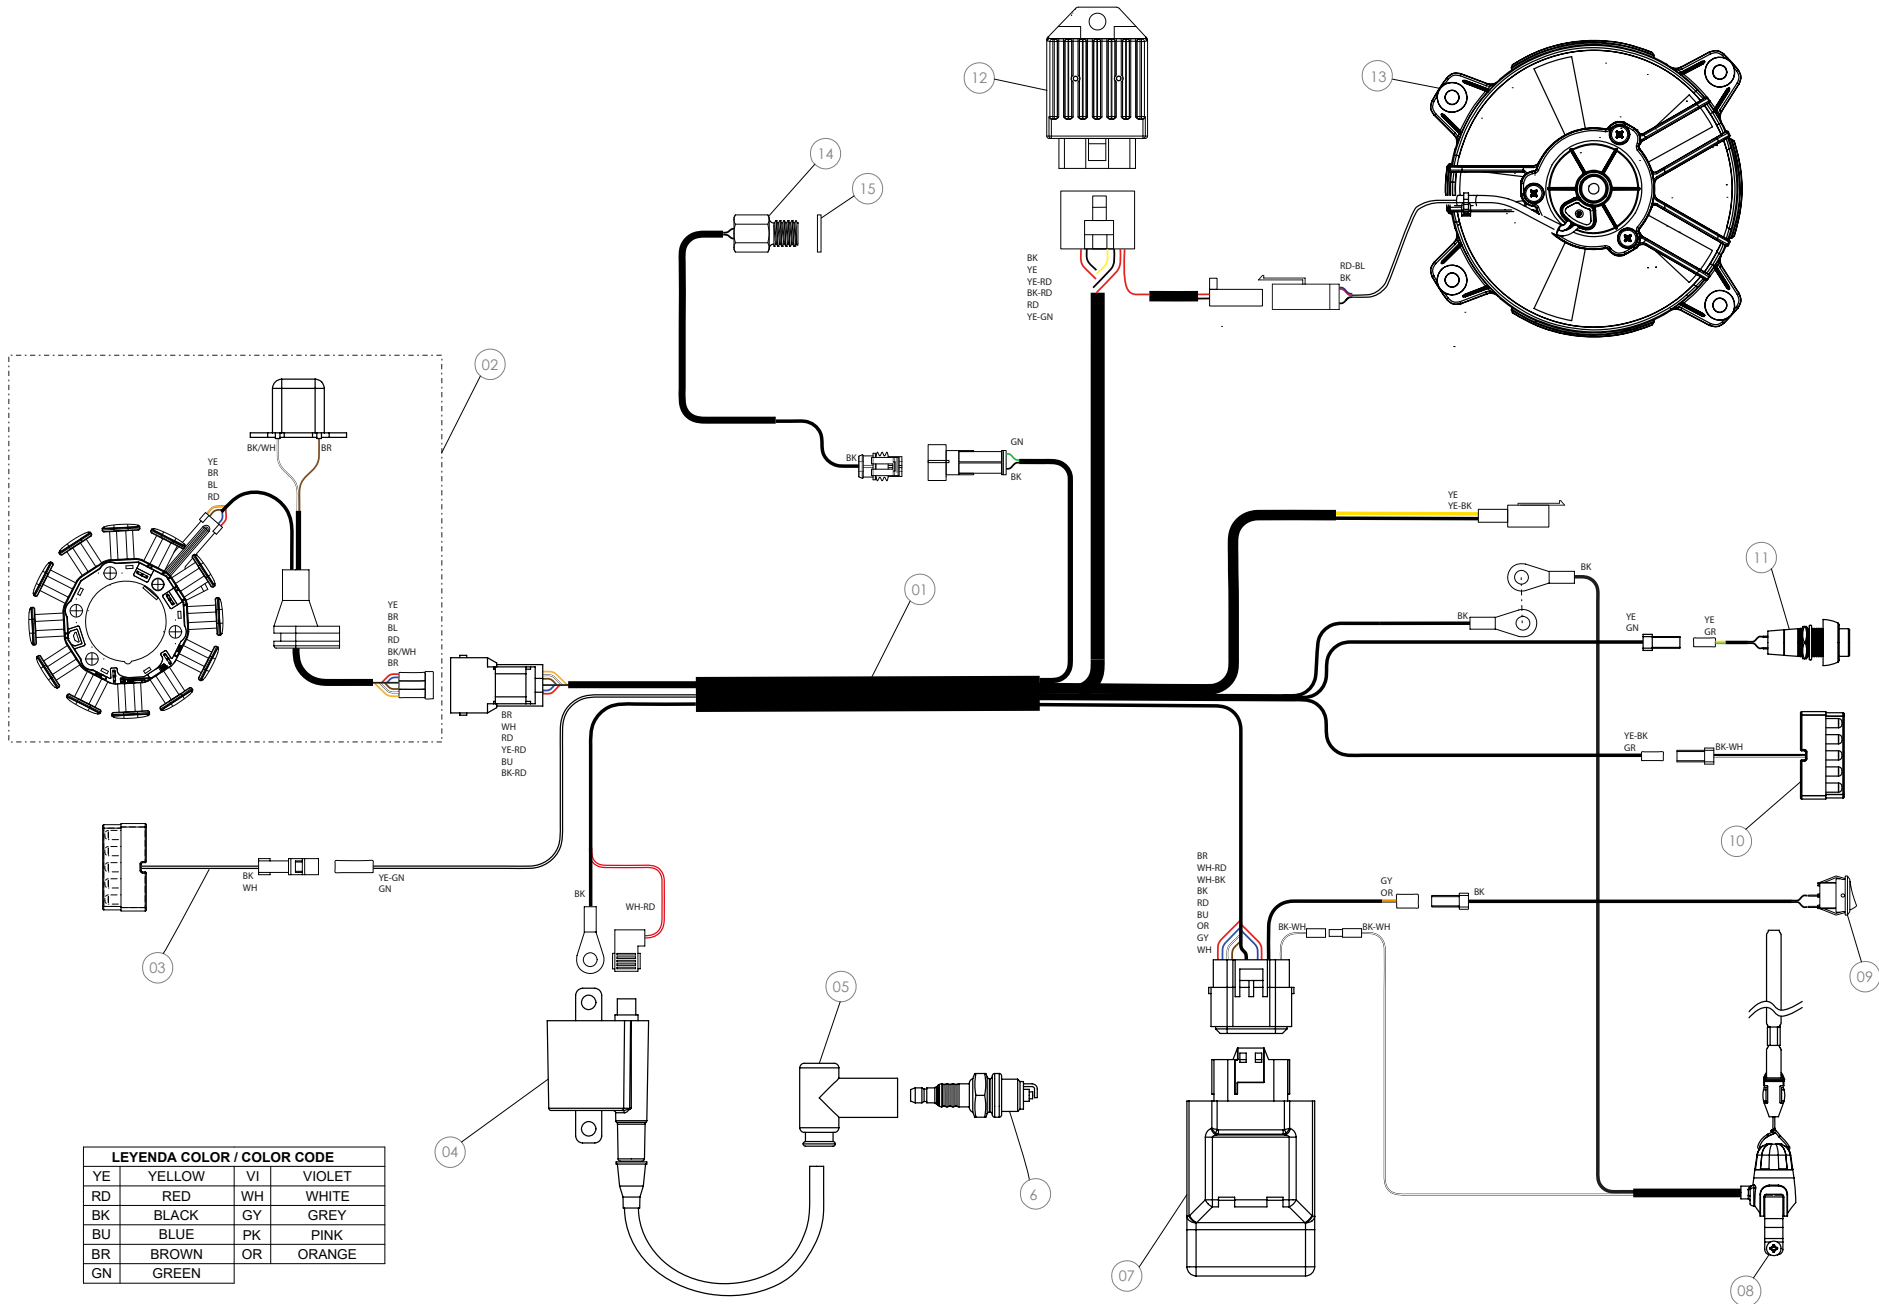 12
13
14
15
BK
YE
YE-RD
BK-RD
RD
YE-GN
RD-BL
BK
02
BK/WH
BR
YE
BR
BL
RD
GN
BK
BK
YE
YE-BK
11
BK
BK
YE
GN
YE
GR
01
YE
BR
BL
RD
BK/WH
BR
BR
WH
RD
YE-RD
BU
BK-RD
YE-BK
GR
BK-WH
10
BK
WH
YE-GN
GN
03
BK
WH-RD
BR
WH-RD
WH-BK
BK
RD
BU
OR
GY
WH
GY
OR
BK
BK-WH
BK-WH
09
05
04
6
07
08
LEYENDA COLOR / COLOR CODE
YE YELLOW VI VIOLET
RD RED WH WHITE
BK BLACK GY GREY
BU BLUE PK PINK
BR BROWN OR ORANGE
GN GREEN